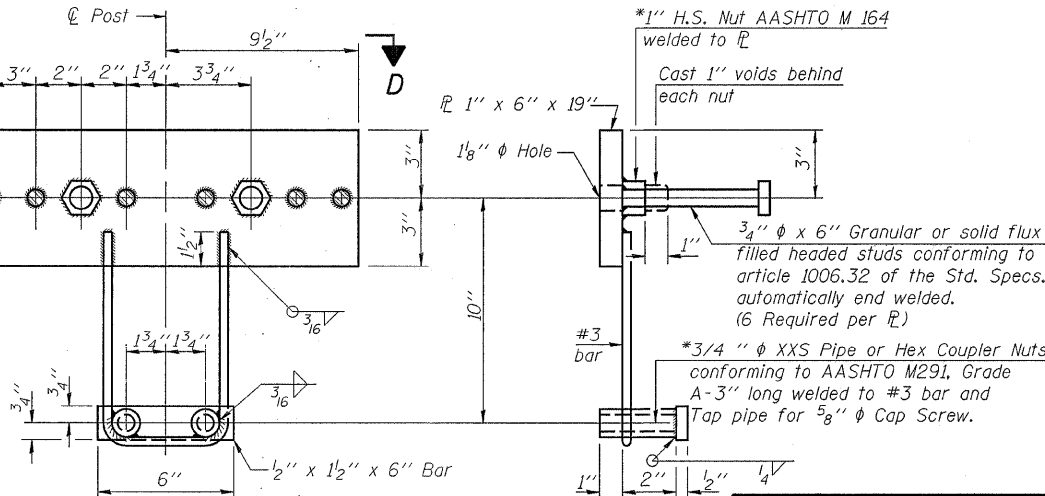 ℄ Post
9½"
D
3"
2"
2"
1¾"
3¾"
3"
3"
1½"
3/16
10"
1¾"
1¾"
¾"
¾"
3/16
6"
½" x 1½" x 6" Bar
*1" H.S. Nut AASHTO M 164
welded to ⅊
Cast 1" voids behind
each nut
⅊ 1" x 6" x 19"
1⅛" ϕ Hole
3"
1"
¾" ϕ x 6" Granular or solid flux
filled headed studs conforming to
article 1006.32 of the Std. Specs.
automatically end welded.
(6 Required per ⅊)
#3
bar
*3/4 " ϕ XXS Pipe or Hex Coupler Nuts
conforming to AASHTO M291, Grade
A-3" long welded to #3 bar and
Tap pipe for ⅝" ϕ Cap Screw.
¼
1"
2"
½"